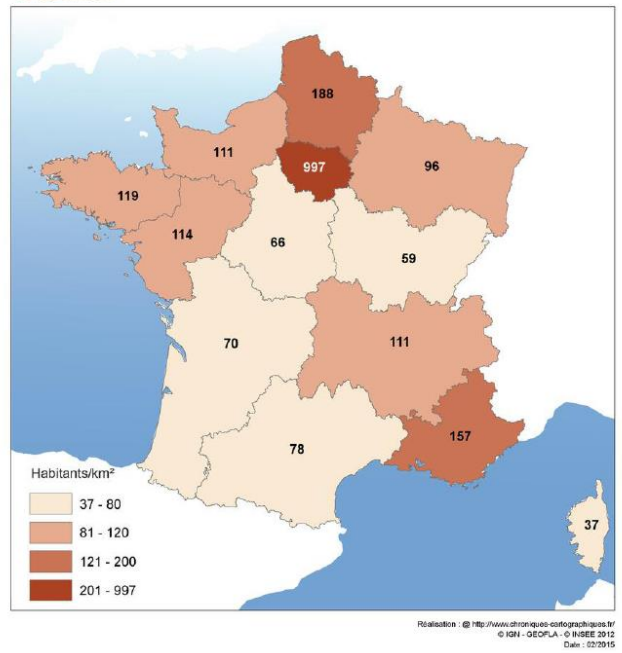 188
111
997
96
119
114
66
59
70
111
78
157
37
Habitants/km²
37 - 80
81 - 120
121 - 200
201 - 997
Réalisation : @ http://www.chroniques-cartographiques.fr/
© IGN - GEOFLA - © INSEE 2012
Date : 02/2015